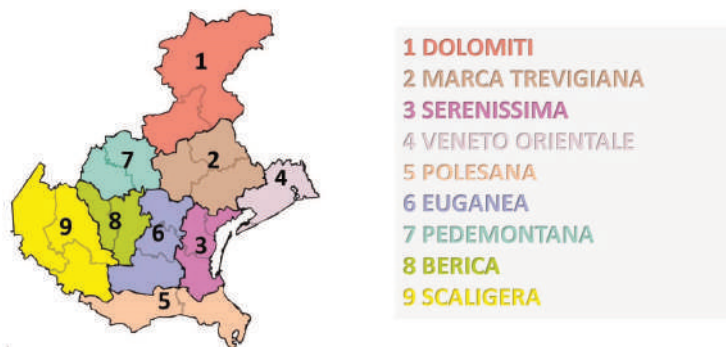 1
2
3
4
5
6
7
8
9
1 DOLOMITI
2 MARCA TREVIGIANA
3 SERENISSIMA
4 VENETO ORIENTALE
5 POLESANA
6 EUGANEA
7 PEDEMONTANA
8 BERICA
9 SCALIGERA